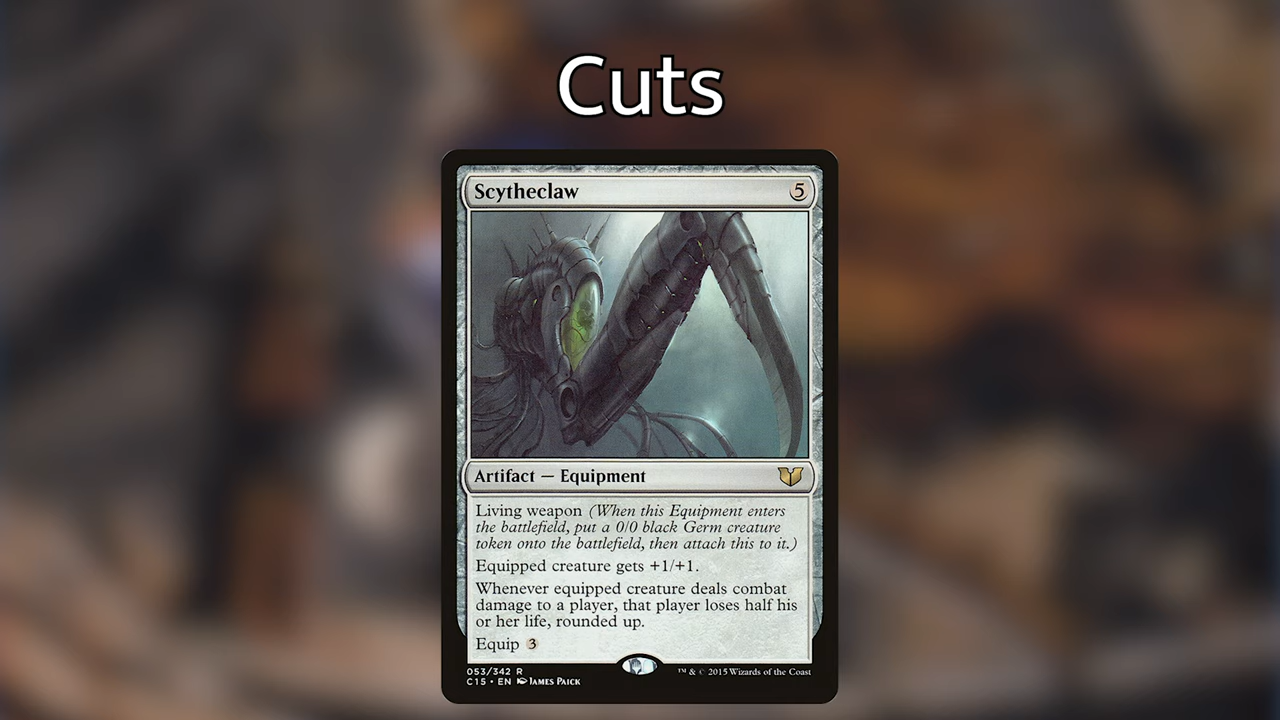 Cuts
Scytheclaw 5
Artifact — Equipment
Living weapon (When this Equipment enters
the battlefield, put a 0/0 black Germ creature
token onto the battlefield, then attach this to it.)
Equipped creature gets +1/+1.
Whenever equipped creature deals combat
damage to a player, that player loses half his
or her life, rounded up.
Equip 3
053/342 R
C15 • EN James Paick
™ & © 2015 Wizards of the Coast